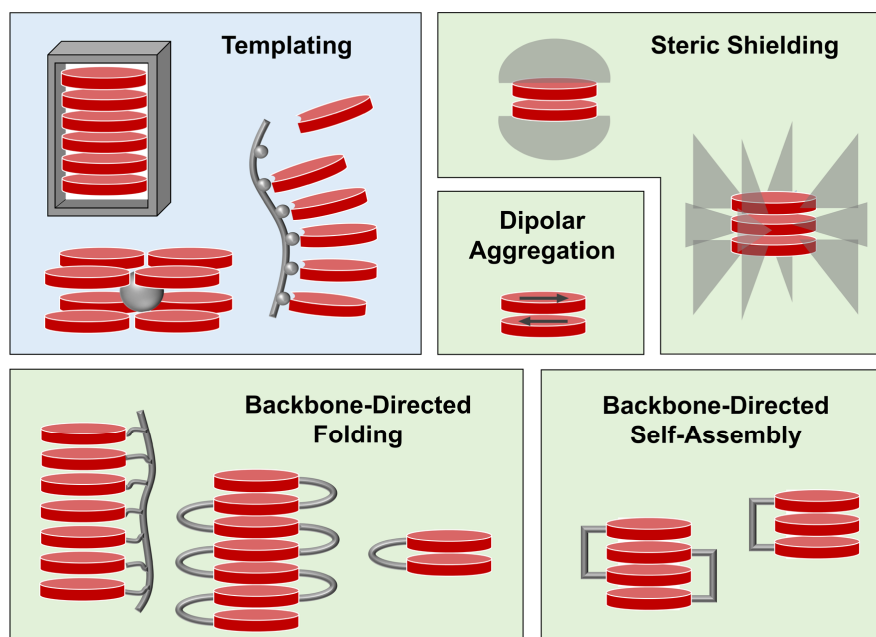 Templating
Steric Shielding
Dipolar
Aggregation
Backbone-Directed
Folding
Backbone-Directed
Self-Assembly